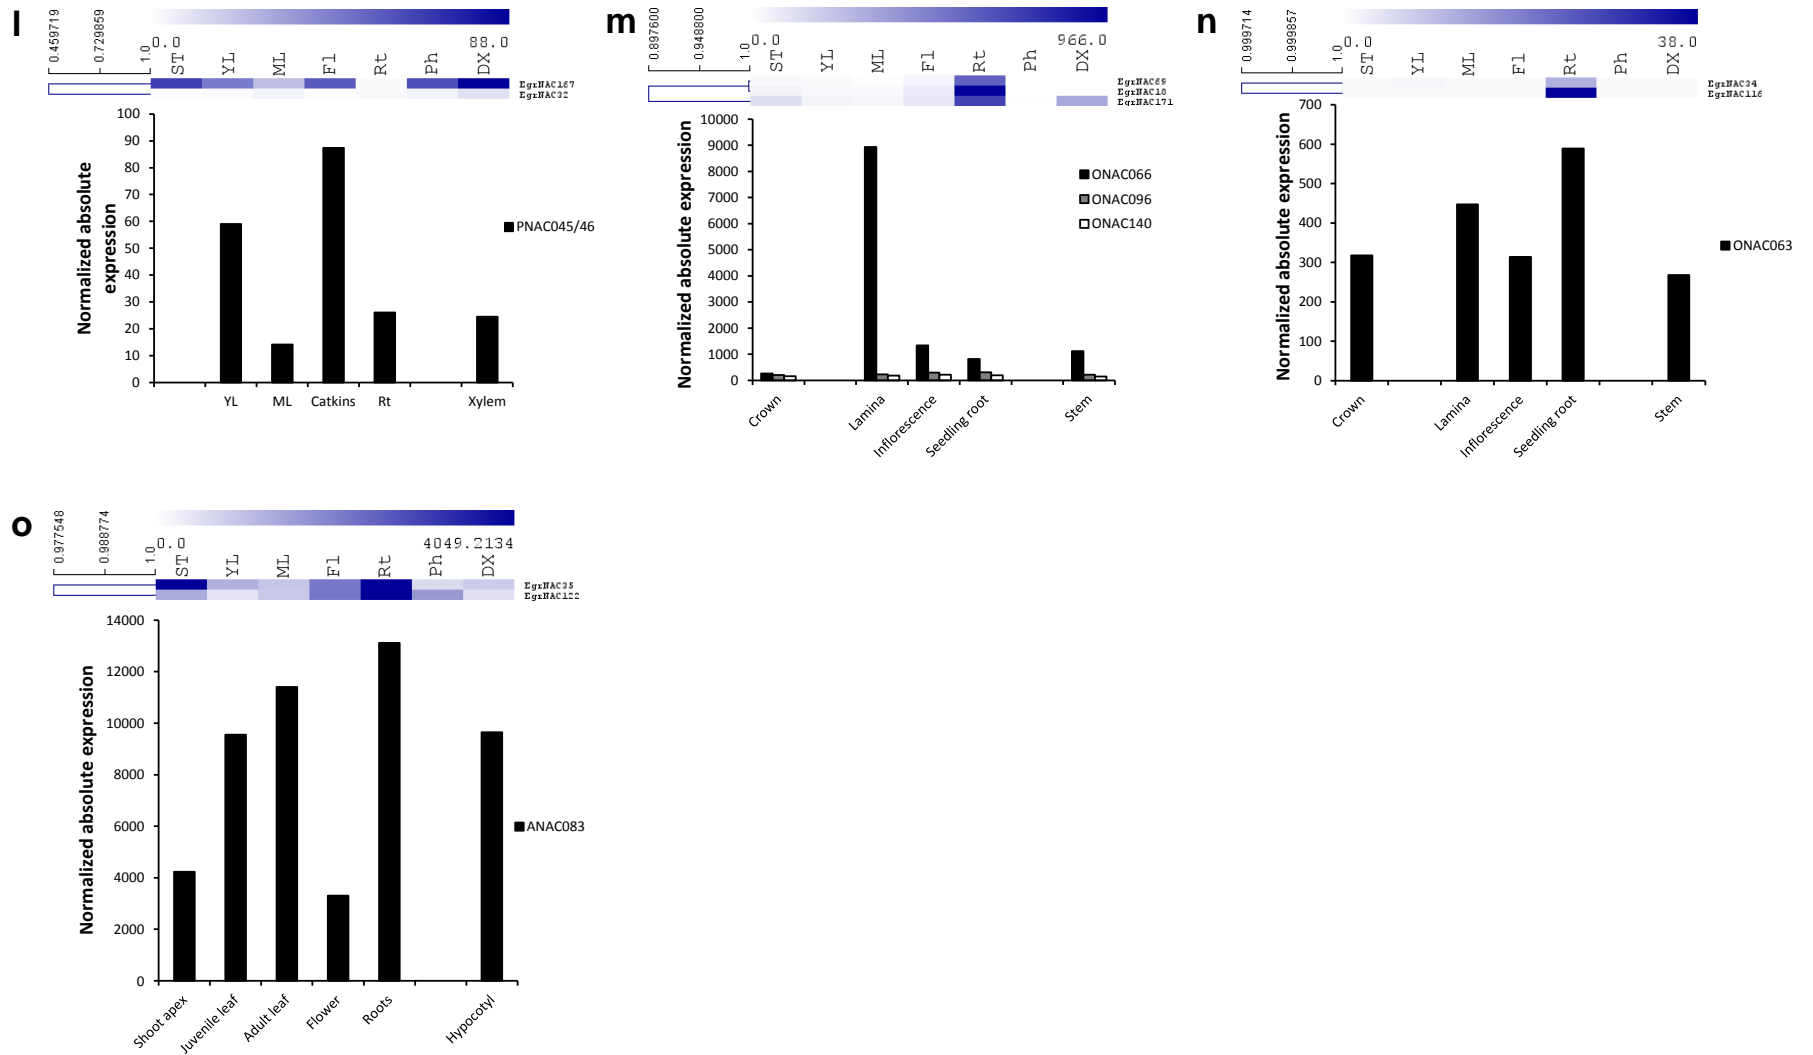 l
0.459719
0.729859
1.0
0.0 88.0
ST YL ML Fl Rt Ph DX
EgrNAC167
EgrNAC32
Normalized absolute
expression
100
90
80
70
60
50
40
30
20
10
0
YL ML Catkins Rt Xylem
PNAC045/46
m
0.897600
0.948800
1.0
0.0 966.0
ST YL ML Fl Rt Ph DX
EgrNAC69
EgrNAC18
EgrNAC171
Normalized absolute expression
10000
9000
8000
7000
6000
5000
4000
3000
2000
1000
0
Crown Lamina Inflorescence Seedling root Stem
ONAC066
ONAC096
ONAC140
n
0.999714
0.999857
1.0
0.0 38.0
ST YL ML Fl Rt Ph DX
EgrNAC34
EgrNAC116
Normalized absolute expression
700
600
500
400
300
200
100
0
Crown Lamina Inflorescence Seedling root Stem
ONAC063
o
0.977548
0.988774
1.0
0.0 4049.2134
ST YL ML Fl Rt Ph DX
EgrNAC35
EgrNAC122
Normalized absolute expression
14000
12000
10000
8000
6000
4000
2000
0
Shoot apex Juvenile leaf Adult leaf Flower Roots Hypocotyl
ANAC083